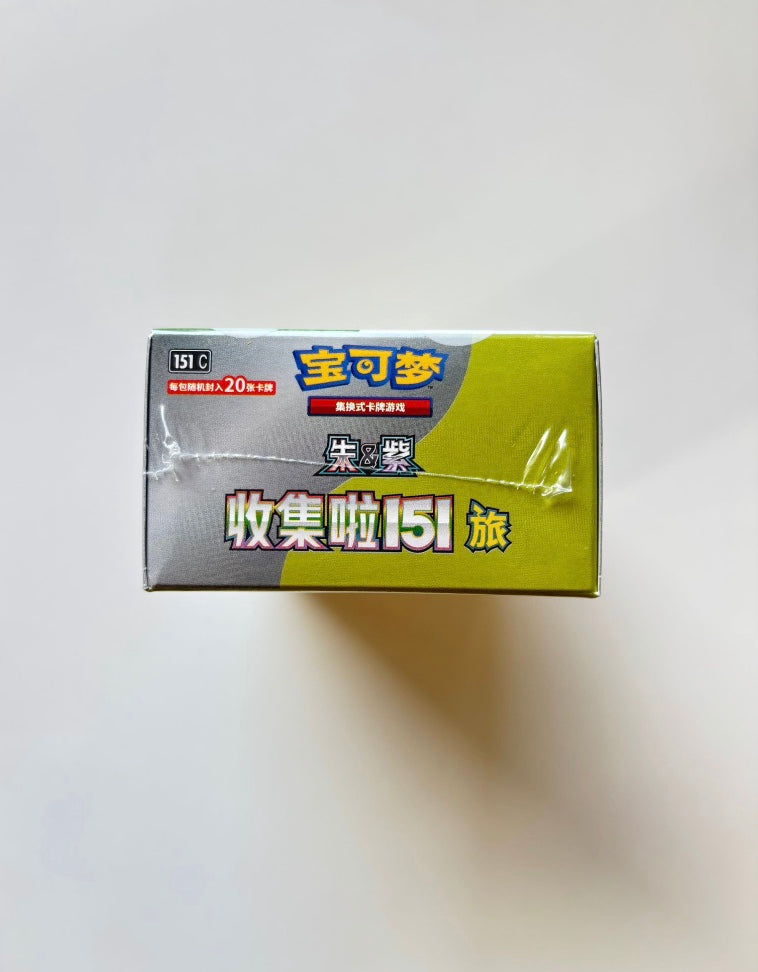 151 C
每包随机封入20张卡牌
宝可梦
集换式卡牌游戏
朱&紫
收集啦151 旅